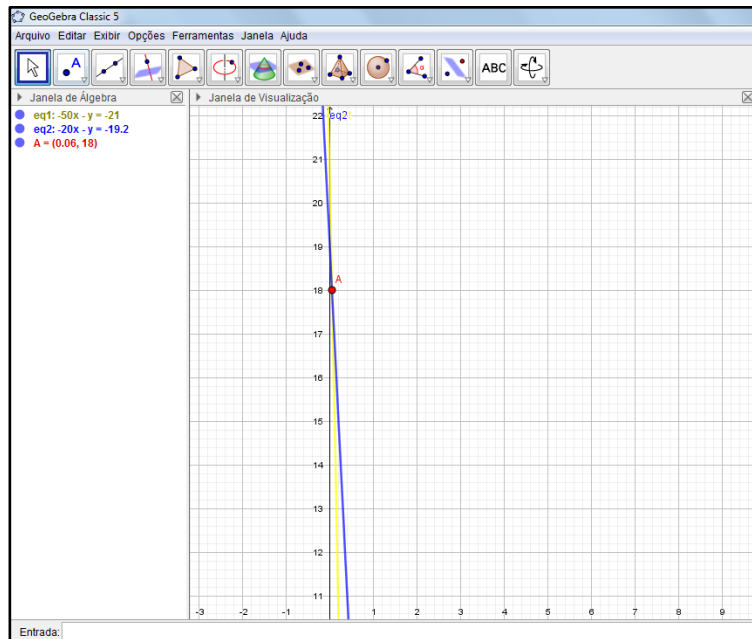 GeoGebra Classic 5
Arquivo Editar Exibir Opções Ferramentas Janela Ajuda
A
ABC
Janela de Álgebra
Janela de Visualização
eq1: -50x - y = -21
eq2: -20x - y = -19.2
A = (0.06, 18)
eq2
22
21
20
19
A
18
17
16
15
14
13
12
11
-3 -2 -1 1 2 3 4 5 6 7 8 9
Entrada: